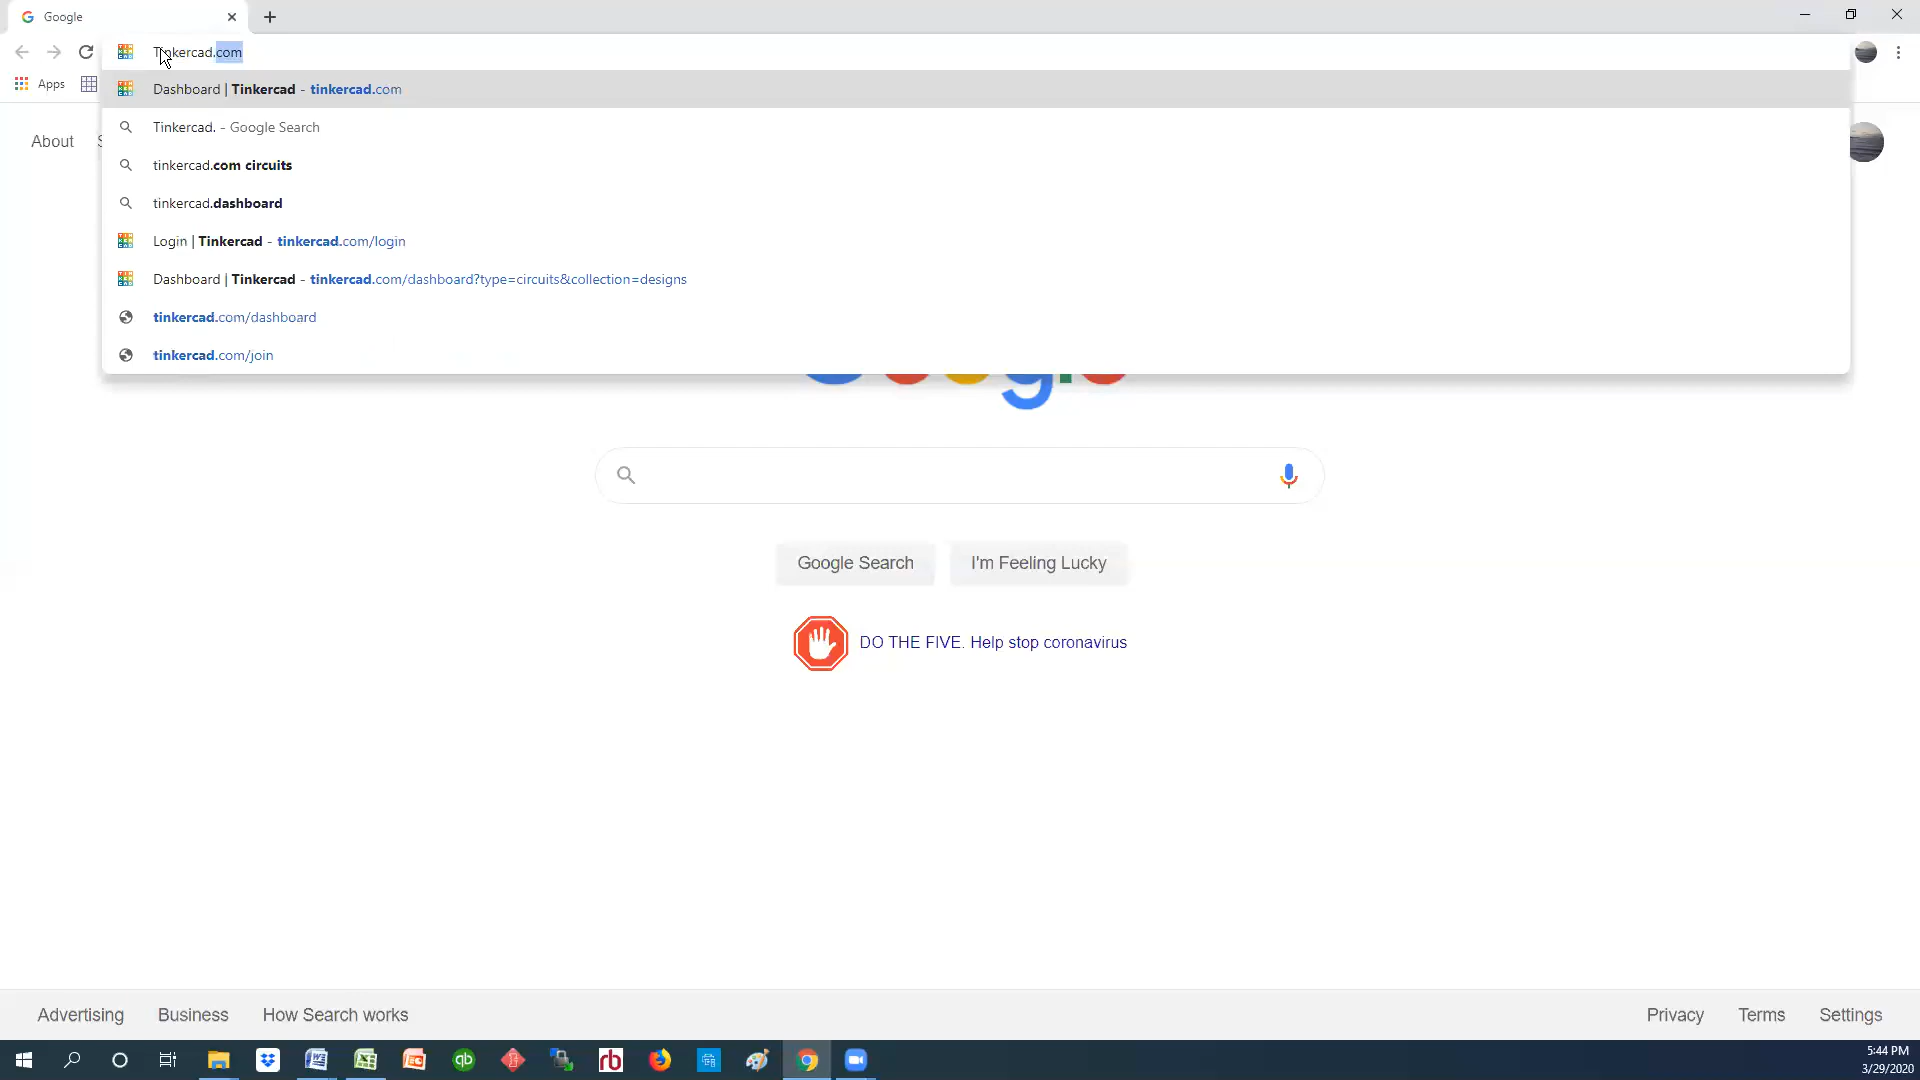 Google
Tinkercad.com
Dashboard | Tinkercad - tinkercad.com
Apps
Tinkercad. - Google Search
About
tinkercad.com circuits
tinkercad.dashboard
Login | Tinkercad - tinkercad.com/login
Dashboard | Tinkercad - tinkercad.com/dashboard?type=circuits&collection=designs
tinkercad.com/dashboard
tinkercad.com/join
Google Search
I'm Feeling Lucky
DO THE FIVE. Help stop coronavirus
Advertising Business How Search works Privacy Terms Settings
5:44 PM
3/29/2020